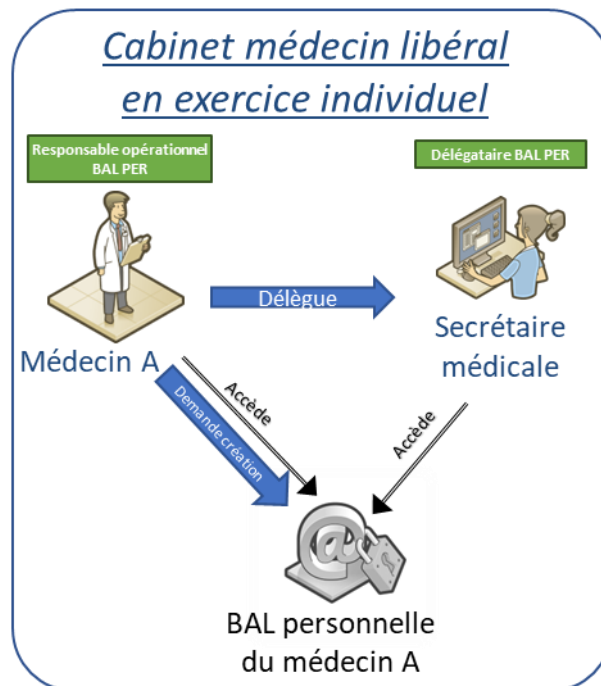 Cabinet médecin libéral
en exercice individuel
Responsable opérationnel
BAL PER
Délégataire BAL PER
Délègue
Médecin A
Secrétaire
médicale
Accède
Demande création
Accède
BAL personnelle
du médecin A